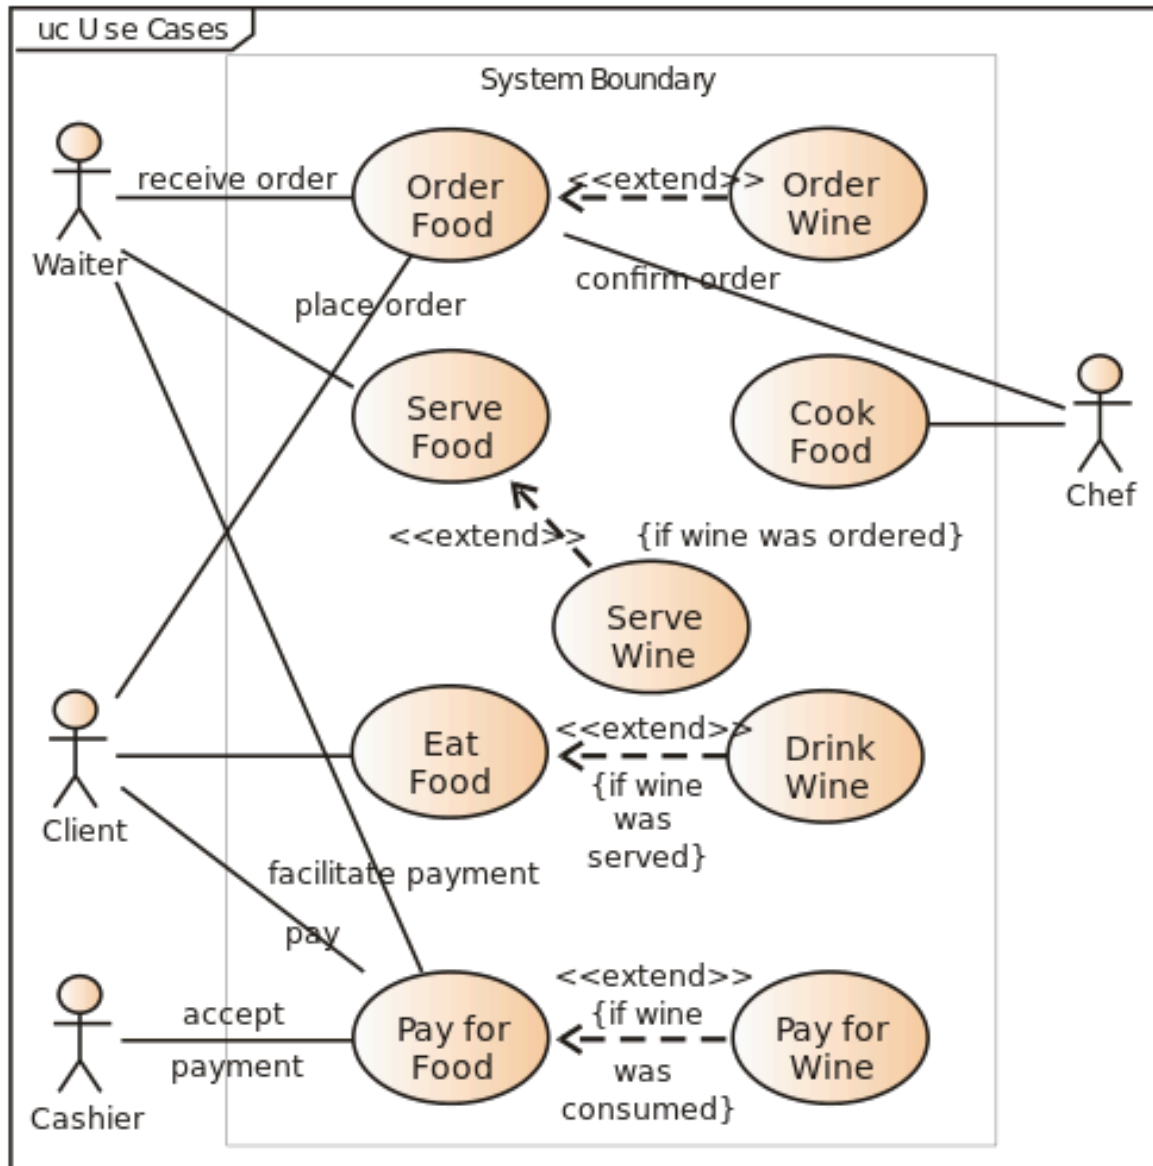 uc Use Cases
System Boundary
receive order
Order
Food
<<extend>>
Order
Wine
Waiter
place order
confirm order
Serve
Food
Cook
Food
Chef
<<extend>>
{if wine was ordered}
Serve
Wine
Eat
Food
<<extend>>
{if wine
was
served}
Drink
Wine
Client
facilitate payment
pay
accept
payment
Pay for
Food
<<extend>>
{if wine
was
consumed}
Pay for
Wine
Cashier